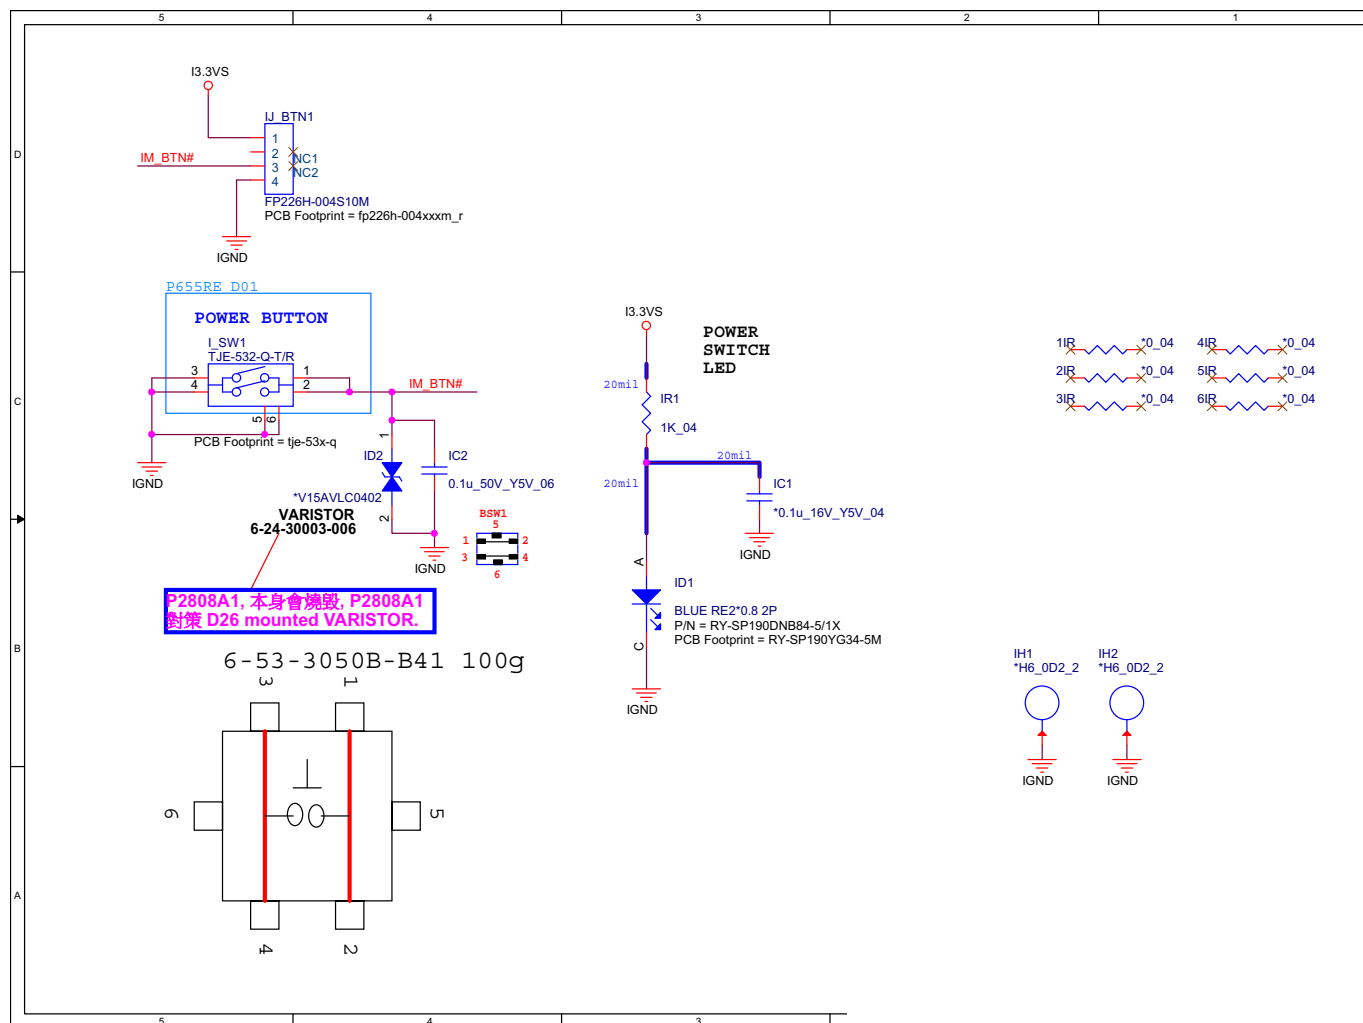 5 4 3 2 1
D
C
B
A
I3.3VS
IJ_BTN1
1
2
3
4
NC1
NC2
IM_BTN#
FP226H-004S10M
PCB Footprint = fp226h-004xxxm_r
IGND
P655RE D01
POWER BUTTON
I_SW1
TJE-532-Q-T/R
3
4
1
2
5
6
IM_BTN#
PCB Footprint = tje-53x-q
IGND
1
ID2
2
*V15AVLC0402
VARISTOR
6-24-30003-006
IC2
0.1u_50V_Y5V_06
IGND
BSW1
5
1 2
3 4
6
P2808A1, 本身會燒毀, P2808A1
對策 D26 mounted VARISTOR.
6-53-3050B-B41 100g
3 1
6 5
4 2
I3.3VS
POWER
SWITCH
LED
20mil
IR1
1K_04
20mil
20mil
IC1
*0.1u_16V_Y5V_04
IGND
A
ID1
BLUE RE2*0.8 2P
P/N = RY-SP190DNB84-5/1X
PCB Footprint = RY-SP190YG34-5M
C
IGND
1IR *0_04 4IR *0_04
2IR *0_04 5IR *0_04
3IR *0_04 6IR *0_04
IH1 IH2
*H6_0D2_2 *H6_0D2_2
IGND IGND
5 4 3